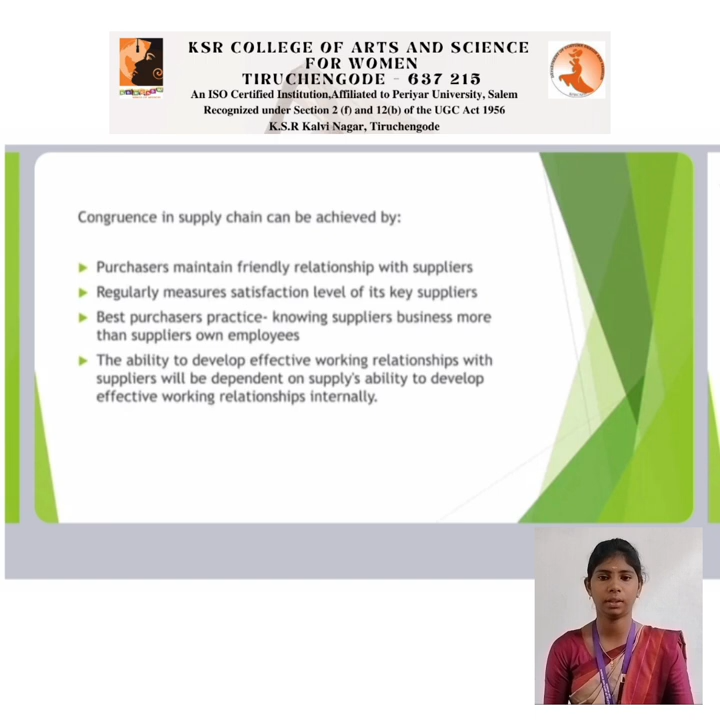 KSR COLLEGE OF ARTS AND SCIENCE
FOR WOMEN
TIRUCHENGODE - 637 215
An ISO Certified Institution,Affiliated to Periyar University, Salem
Recognized under Section 2 (f) and 12(b) of the UGC Act 1956
K.S.R Kalvi Nagar, Tiruchengode
Congruence in supply chain can be achieved by:
Purchasers maintain friendly relationship with suppliers
Regularly measures satisfaction level of its key suppliers
Best purchasers practice- knowing suppliers business more
than suppliers own employees
The ability to develop effective working relationships with
suppliers will be dependent on supply's ability to develop
effective working relationships internally.